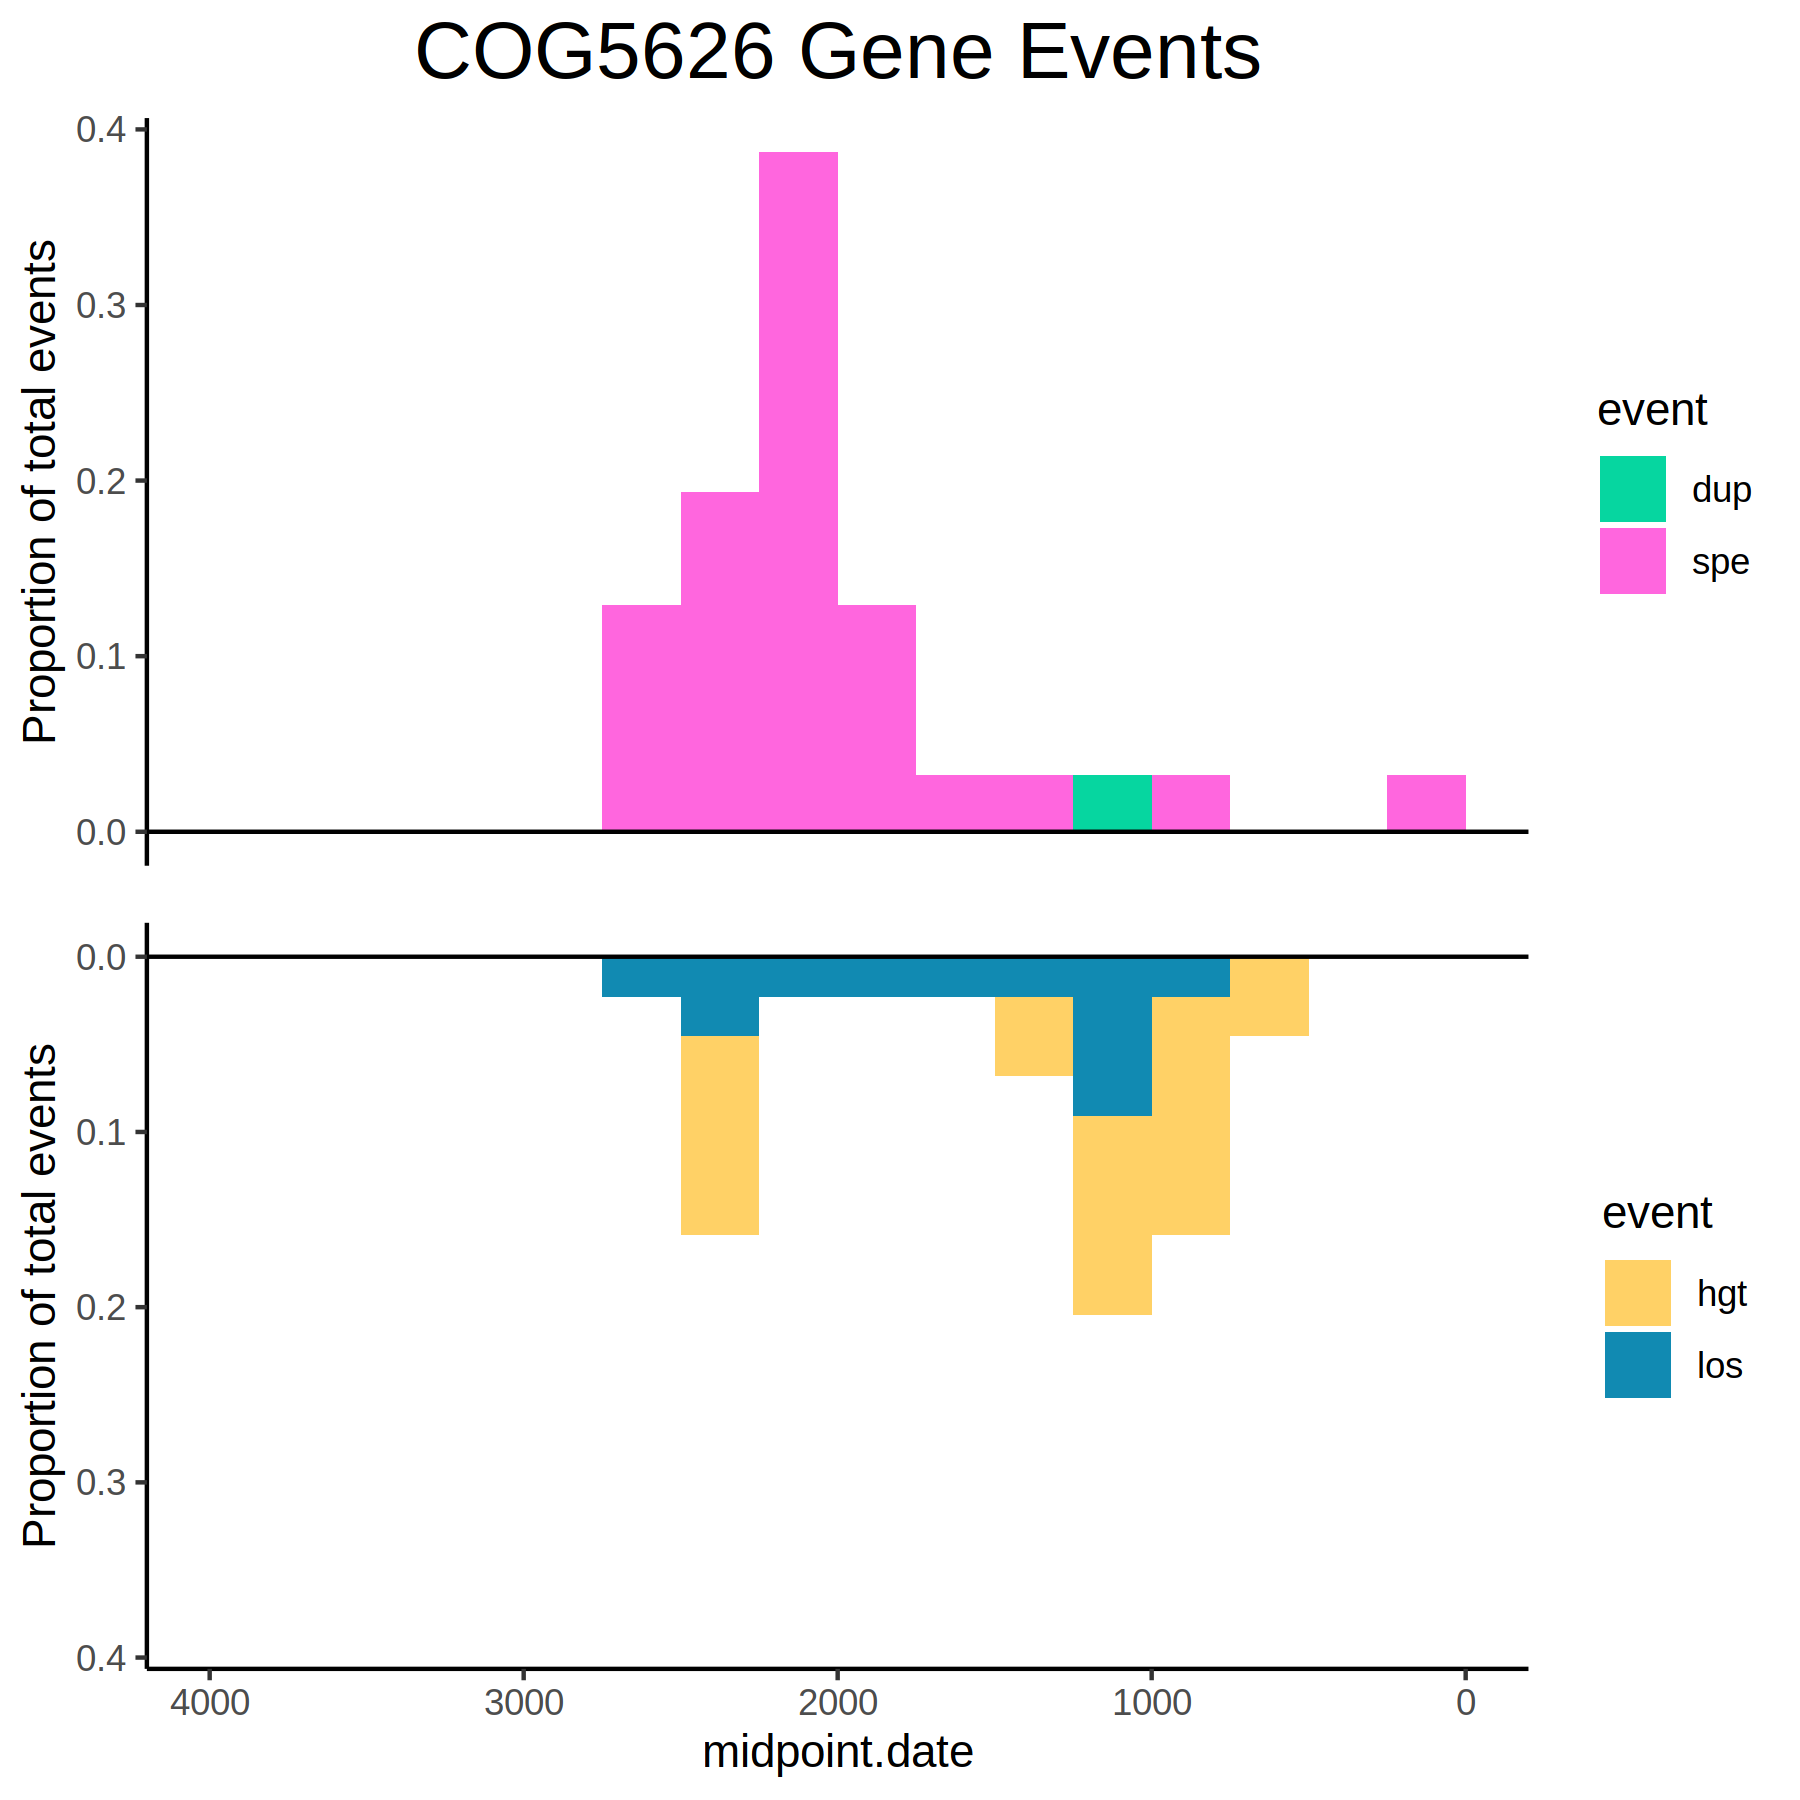 COG5626 Gene Events
Proportion of total events
0.4
0.3
0.2
0.1
0.0
event
dup
spe
Proportion of total events
0.0
0.1
0.2
0.3
0.4
event
hgt
los
4000 3000 2000 1000 0
midpoint.date